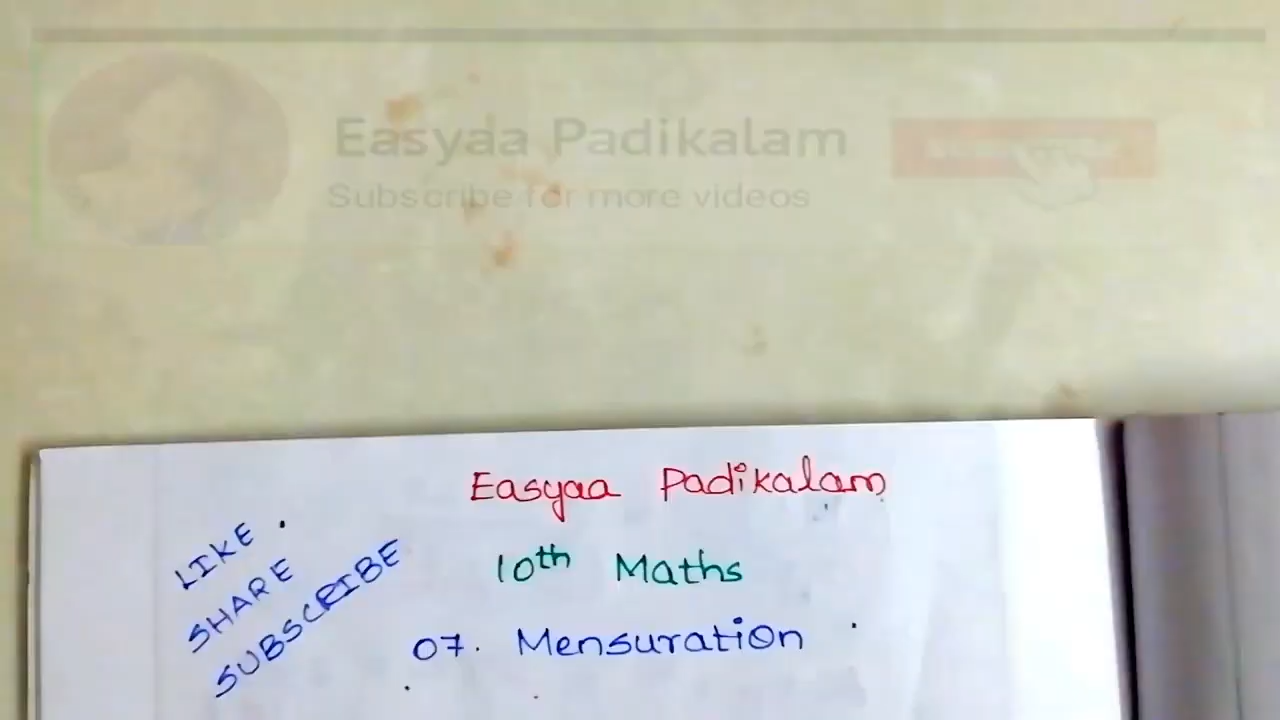 Easyaa Padikalam
Subscribe for more videos
Easyaa Padikalam
10th Maths
07. Mensuration
LIKE
SHARE
SUBSCRIBE